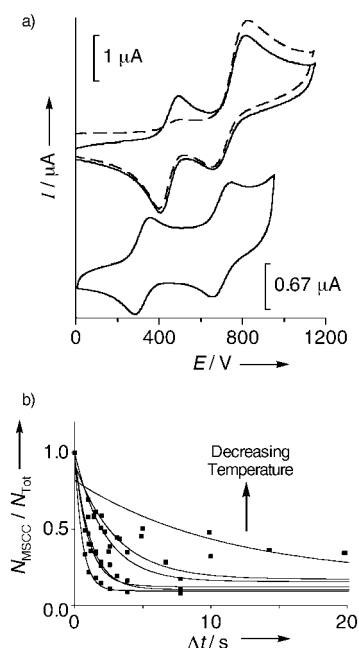 a)
1 μA
I / μA
0.67 μA
0
400
800
1200
E / V
b)
1.0
0.5
0.0
N_MSCC / N_Tot
Decreasing
Temperature
0
10
20
Δt / s